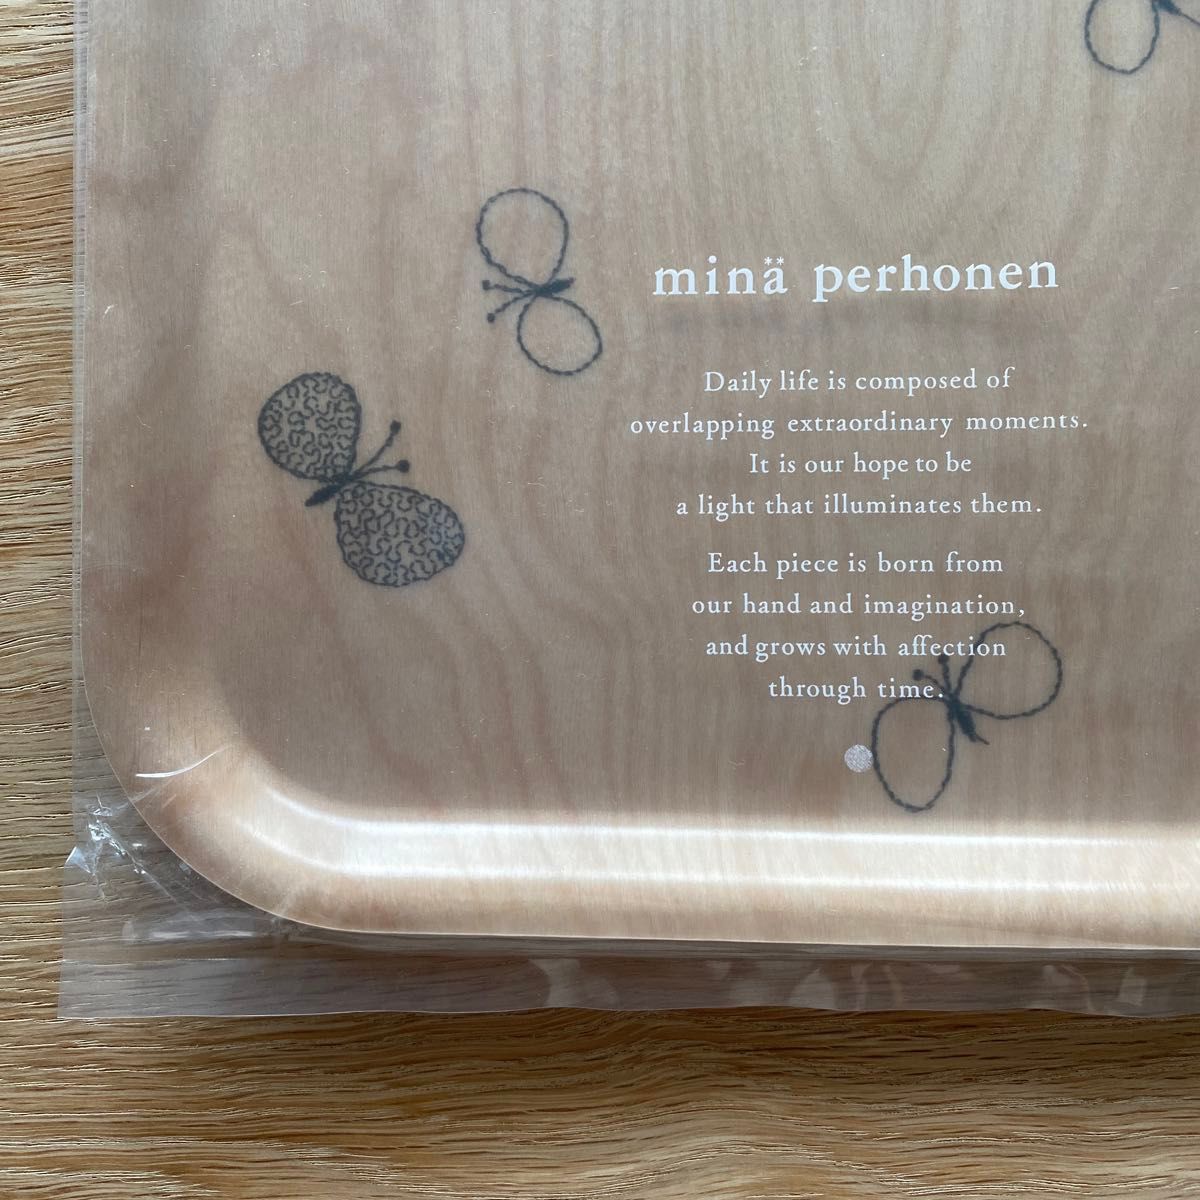 minä perhonen
Daily life is composed of
overlapping extraordinary moments.
It is our hope to be
a light that illuminates them.
Each piece is born from
our hand and imagination,
and grows with affection
through time.